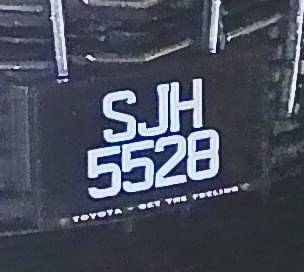 SJH
5528
TOYOTA - GET THE FEELING